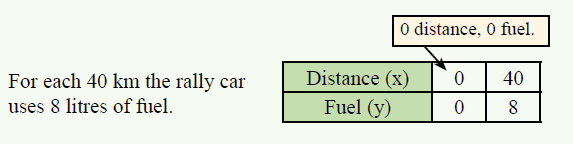 0 distance, 0 fuel.
For each 40 km the rally car
uses 8 litres of fuel.
Distance (x) 0 40
Fuel (y) 0 8